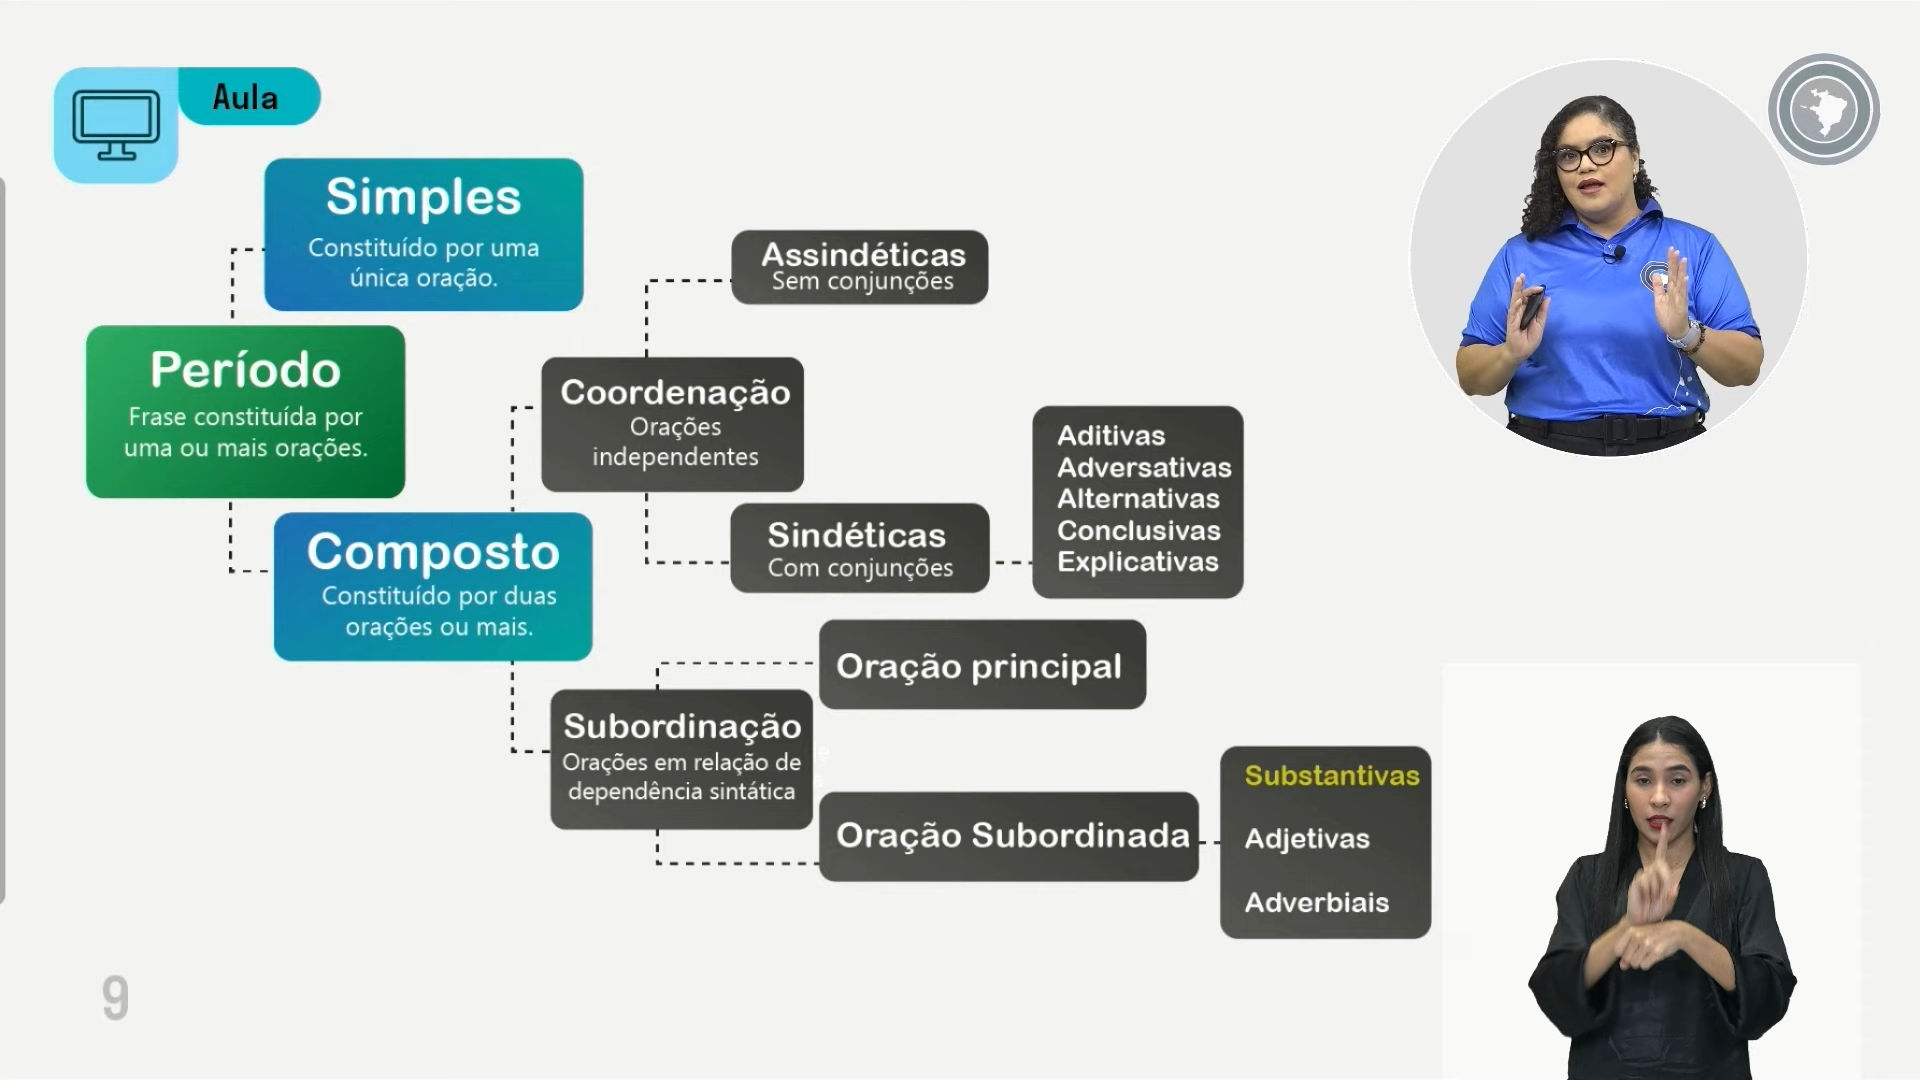 Aula
Simples
Constituído por uma
única oração.
Período
Frase constituída por
uma ou mais orações.
Composto
Constituído por duas
orações ou mais.
Assindéticas
Sem conjunções
Coordenação
Orações
independentes
Sindéticas
Com conjunções
Aditivas
Adversativas
Alternativas
Conclusivas
Explicativas
Oração principal
Subordinação
Orações em relação de
dependência sintática
Oração Subordinada
Substantivas
Adjetivas
Adverbiais
9